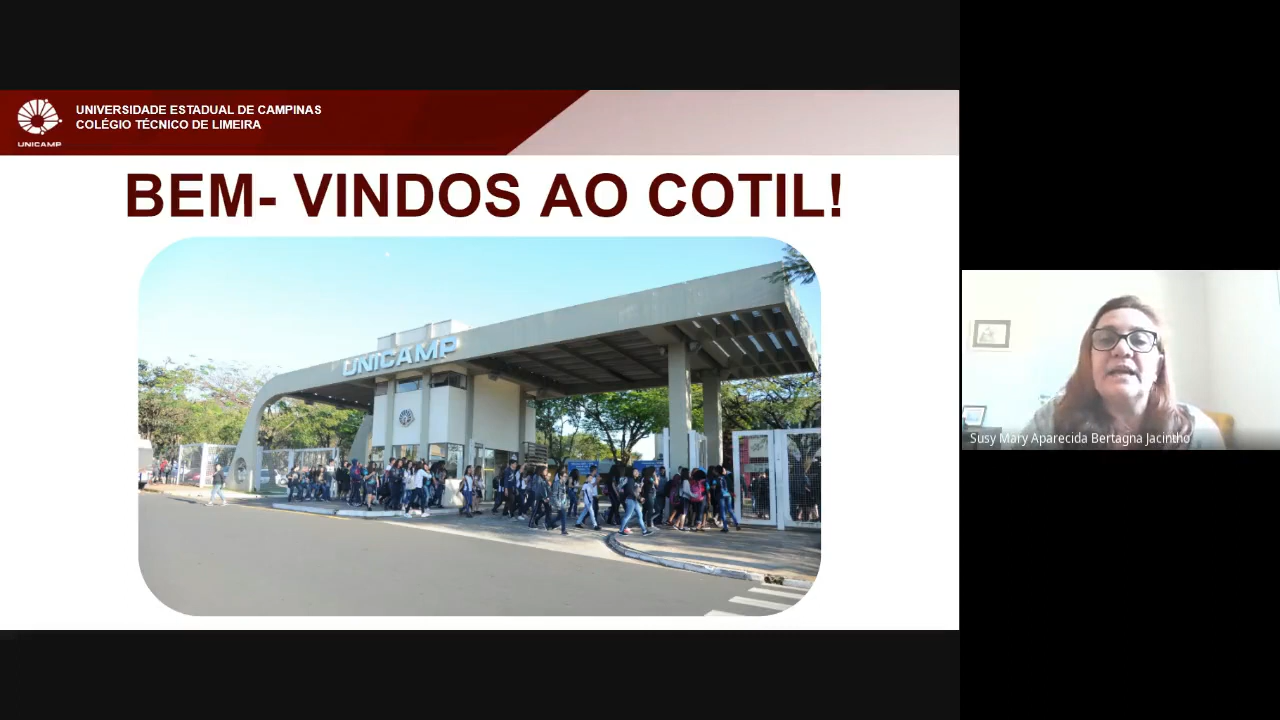 UNIVERSIDADE ESTADUAL DE CAMPINAS
COLÉGIO TÉCNICO DE LIMEIRA
UNICAMP
BEM- VINDOS AO COTIL!
UNICAMP
Susy Mary Aparecida Bertagna Jacintho